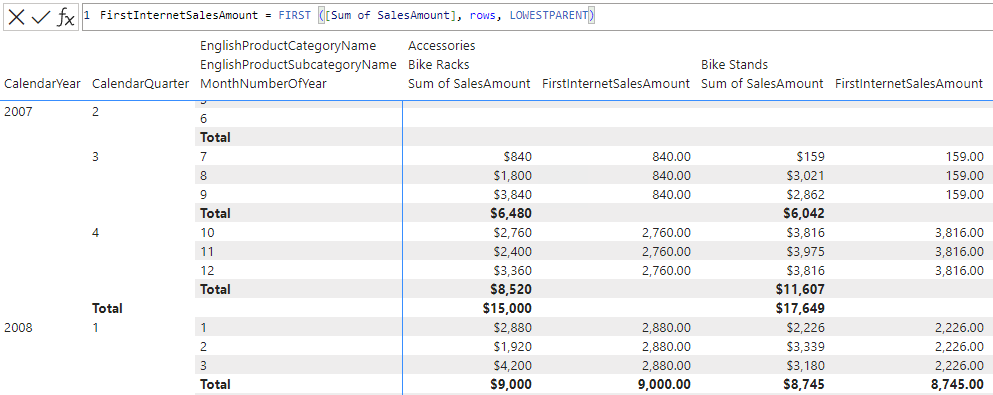 1 FirstInternetSalesAmount = FIRST ([Sum of SalesAmount], rows, LOWESTPARENT)
EnglishProductCategoryName Accessories
EnglishProductSubcategoryName Bike Racks Bike Stands
CalendarYear CalendarQuarter MonthNumberOfYear Sum of SalesAmount FirstInternetSalesAmount Sum of SalesAmount FirstInternetSalesAmount
2007 2
6
Total
3 7 $840 840.00 $159 159.00
8 $1,800 840.00 $3,021 159.00
9 $3,840 840.00 $2,862 159.00
Total $6,480 $6,042
4 10 $2,760 2,760.00 $3,816 3,816.00
11 $2,400 2,760.00 $3,975 3,816.00
12 $3,360 2,760.00 $3,816 3,816.00
Total $8,520 $11,607
Total $15,000 $17,649
2008 1 1 $2,880 2,880.00 $2,226 2,226.00
2 $1,920 2,880.00 $3,339 2,226.00
3 $4,200 2,880.00 $3,180 2,226.00
Total $9,000 9,000.00 $8,745 8,745.00